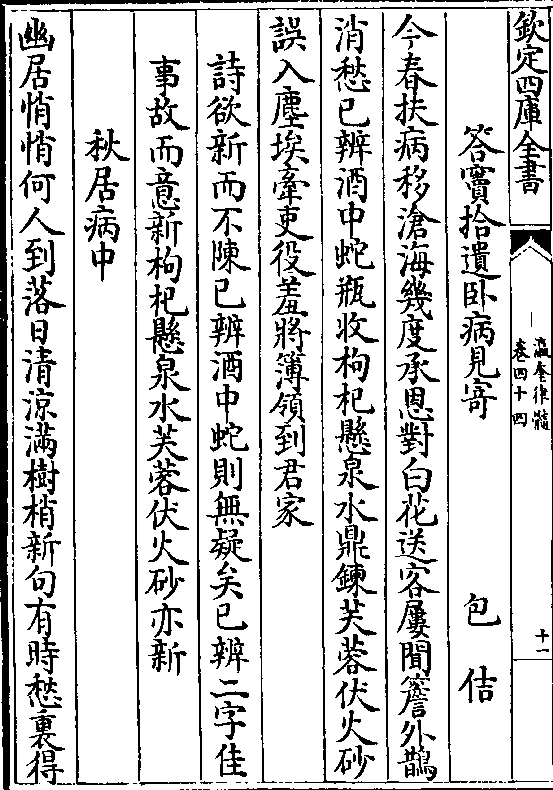 欽定四庫全書
瀛奎律髓
卷四十四
十一
答竇拾遺卧病見寄 包佶
今春扶病移滄海幾度承恩對白花送客屢聞簷外鵲
消愁已辨酒中蛇瓶收枸杞懸泉水鼎鍊芙蓉伏火砂
誤入塵埃牽吏役羞將簿領到君家
詩欲新而不陳已辨酒中蛇則無疑矣已辨二字佳
事故而意新枸杞懸泉水芙蓉伏火砂亦新
秋居病中
幽居悄悄何人到落日清涼滿樹梢新句有時愁裏得